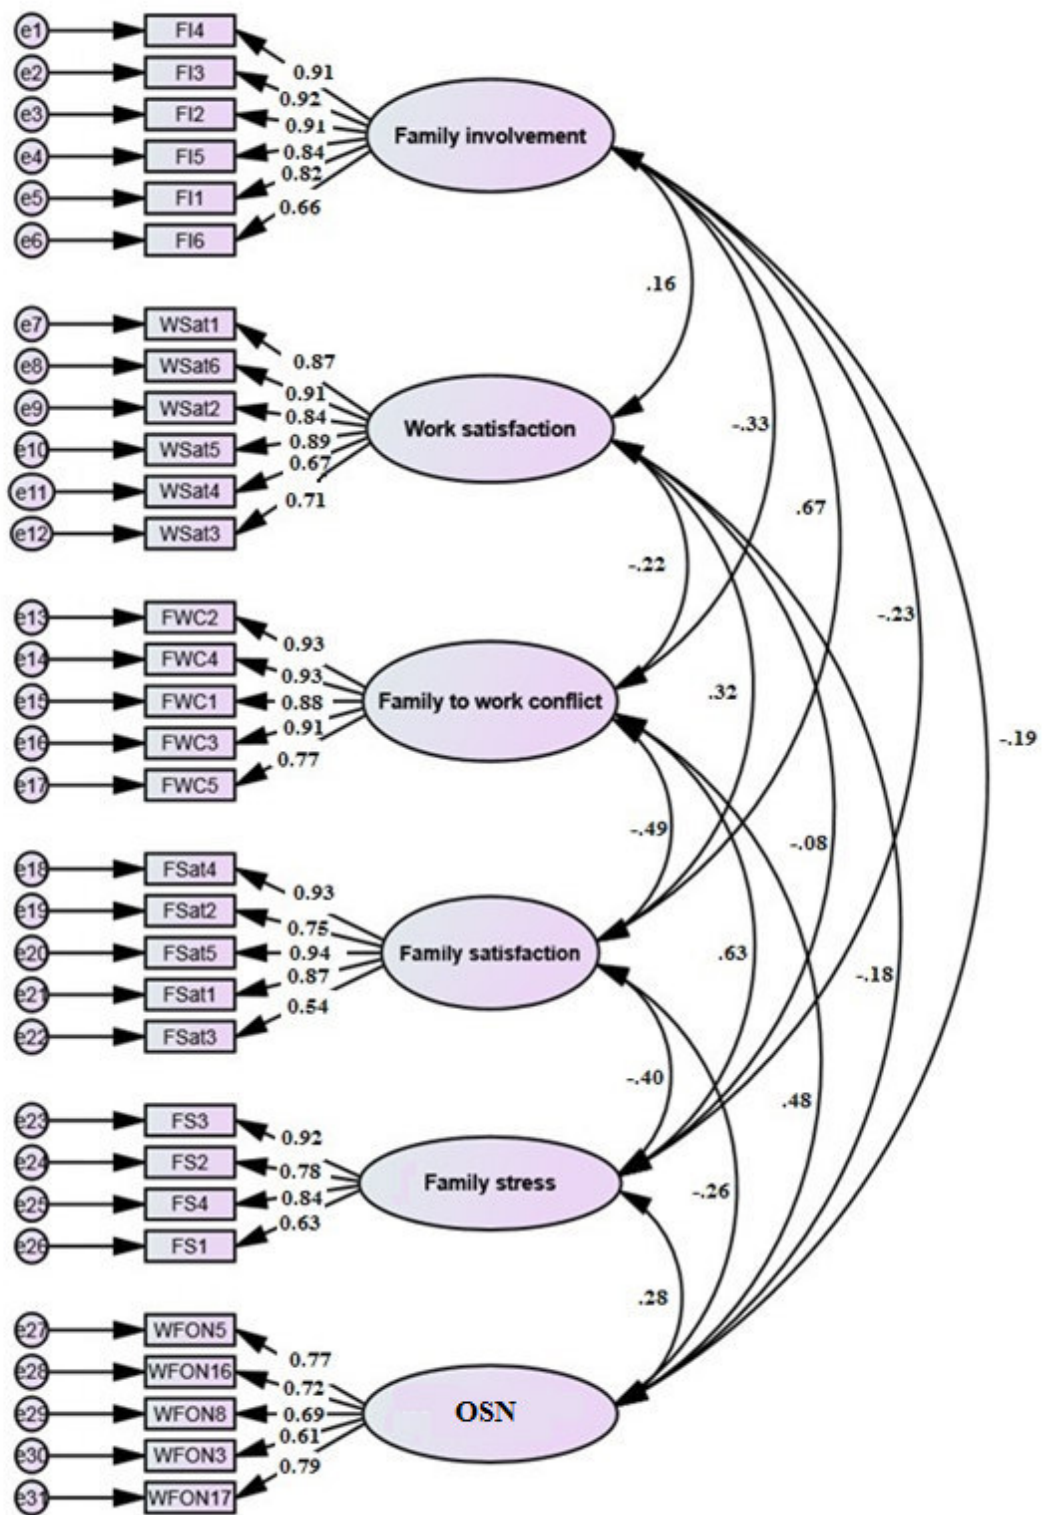 e1 FI4
0.91
e2 FI3
0.92
e3 FI2
0.91
Family involvement
e4 FI5
0.84
e5 FI1
0.82
e6 FI6
0.66
.16
e7 WSat1
0.87
e8 WSat6
0.91
e9 WSat2
0.84
Work satisfaction
-.33
e10 WSat5
0.89
e11 WSat4
0.67
e12 WSat3
0.71
.67
-.22
e13 FWC2
0.93
-.23
e14 FWC4
0.93
e15 FWC1
0.88
Family to work conflict
.32
e16 FWC3
0.91
-.19
e17 FWC5
0.77
-.49
-.08
e18 FSat4
0.93
e19 FSat2
0.75
e20 FSat5
0.94
Family satisfaction
.63
e21 FSat1
0.87
-.18
e22 FSat3
0.54
-.40
.48
e23 FS3
0.92
e24 FS2
0.78
Family stress
-.26
e25 FS4
0.84
e26 FS1
0.63
.28
e27 WFON5
0.77
e28 WFON16
0.72
e29 WFON8
0.69
OSN
e30 WFON3
0.61
e31 WFON17
0.79